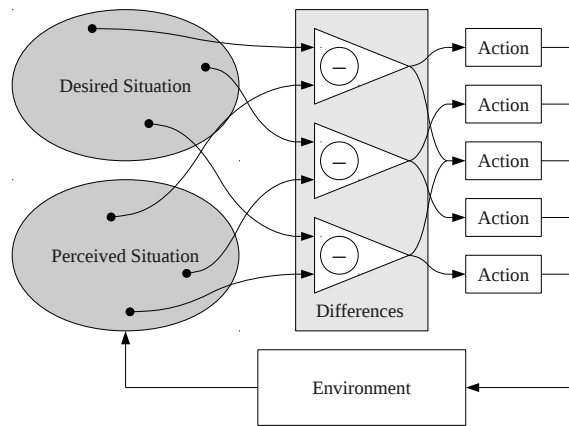 Desired Situation
Perceived Situation
−
−
−
Differences
Action
Action
Action
Action
Action
Environment